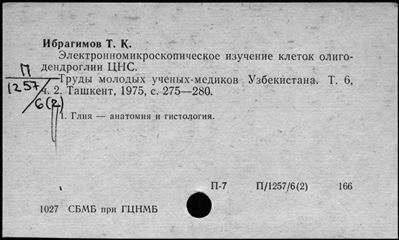 Ибрагимов Т. К.
Электронномикроскопическое изучение клеток олиго-
дендроглии ЦНС.
П
1257
6(2)
Труды молодых ученых-медиков Узбекистана. Т. 6,
ч. 2. Ташкент, 1975, с. 275—280.
1. Глия — анатомия и гистология.
П-7 П/1257/6(2) 166
1027 СБМБ при ГЦНМБ